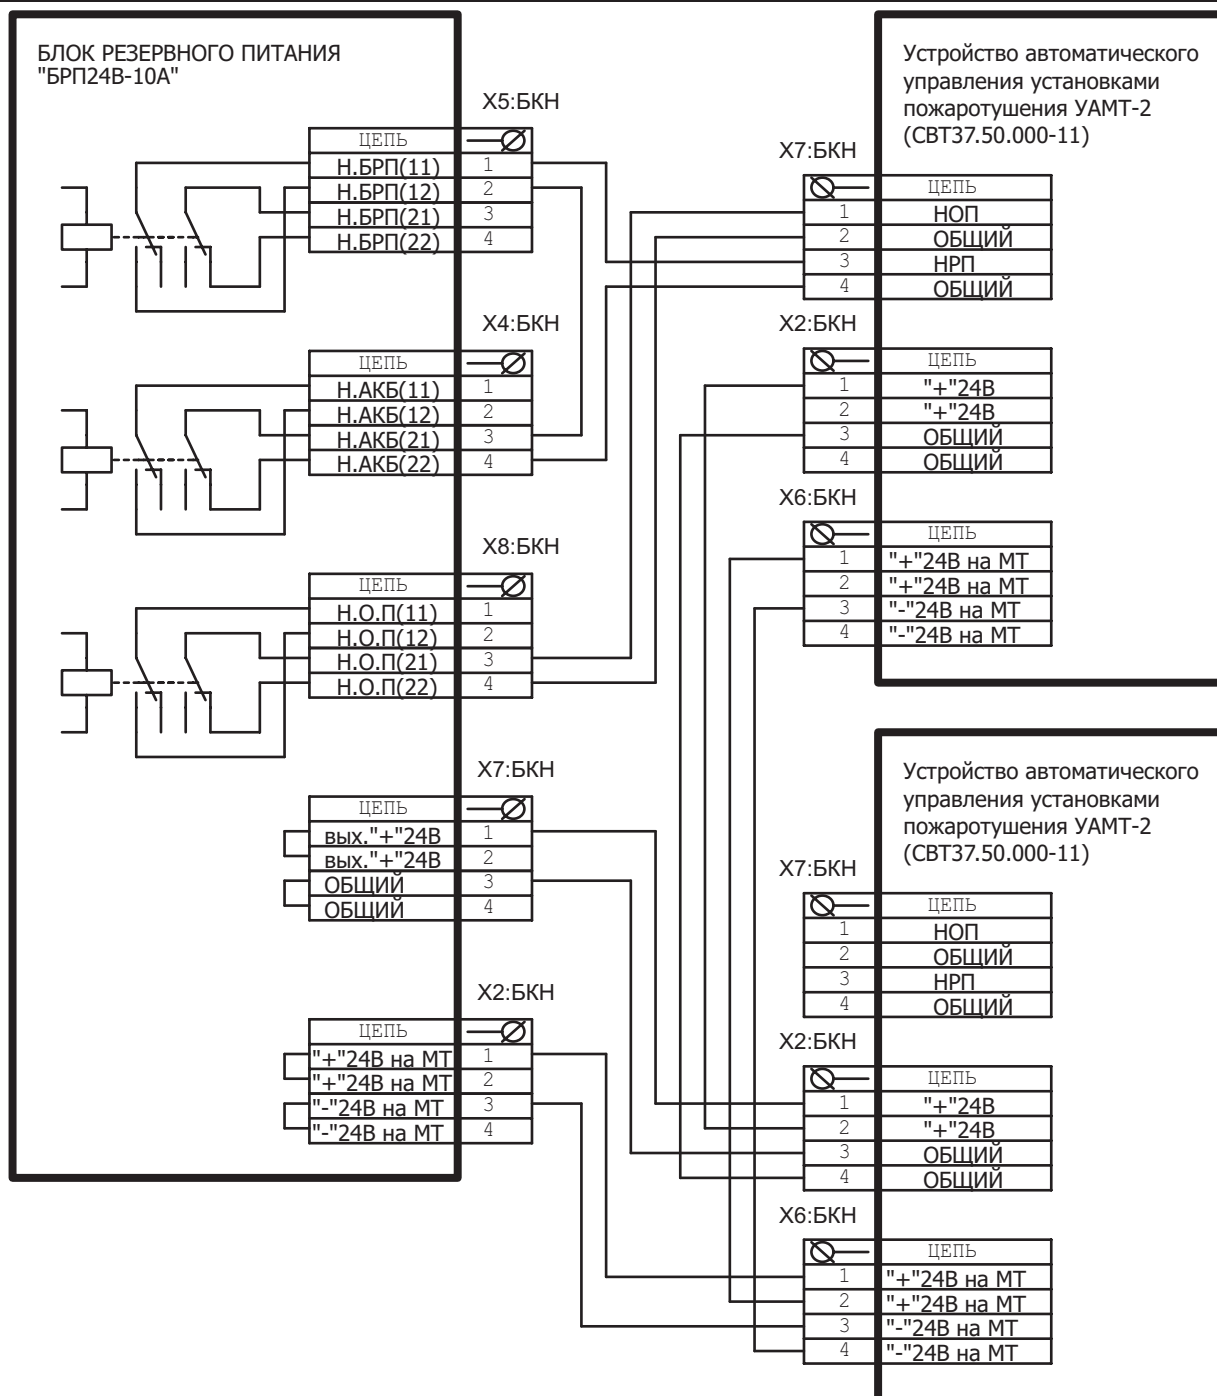 БЛОК РЕЗЕРВНОГО ПИТАНИЯ
"БРП24В-10А"
X5:БКН
ЦЕПЬ
Н.БРП(11) 1
Н.БРП(12) 2
Н.БРП(21) 3
Н.БРП(22) 4
X4:БКН
ЦЕПЬ
Н.АКБ(11) 1
Н.АКБ(12) 2
Н.АКБ(21) 3
Н.АКБ(22) 4
X8:БКН
ЦЕПЬ
Н.О.П(11) 1
Н.О.П(12) 2
Н.О.П(21) 3
Н.О.П(22) 4
X7:БКН
ЦЕПЬ
вых."+"24В 1
вых."+"24В 2
ОБЩИЙ 3
ОБЩИЙ 4
X2:БКН
ЦЕПЬ
"+"24В на МТ 1
"+"24В на МТ 2
"-"24В на МТ 3
"-"24В на МТ 4
Устройство автоматического
управления установками
пожаротушения УАМТ-2
(СВТ37.50.000-11)
X7:БКН
ЦЕПЬ
1 НОП
2 ОБЩИЙ
3 НРП
4 ОБЩИЙ
X2:БКН
ЦЕПЬ
1 "+"24В
2 "+"24В
3 ОБЩИЙ
4 ОБЩИЙ
X6:БКН
ЦЕПЬ
1 "+"24В на МТ
2 "+"24В на МТ
3 "-"24В на МТ
4 "-"24В на МТ
Устройство автоматического
управления установками
пожаротушения УАМТ-2
(СВТ37.50.000-11)
X7:БКН
ЦЕПЬ
1 НОП
2 ОБЩИЙ
3 НРП
4 ОБЩИЙ
X2:БКН
ЦЕПЬ
1 "+"24В
2 "+"24В
3 ОБЩИЙ
4 ОБЩИЙ
X6:БКН
ЦЕПЬ
1 "+"24В на МТ
2 "+"24В на МТ
3 "-"24В на МТ
4 "-"24В на МТ